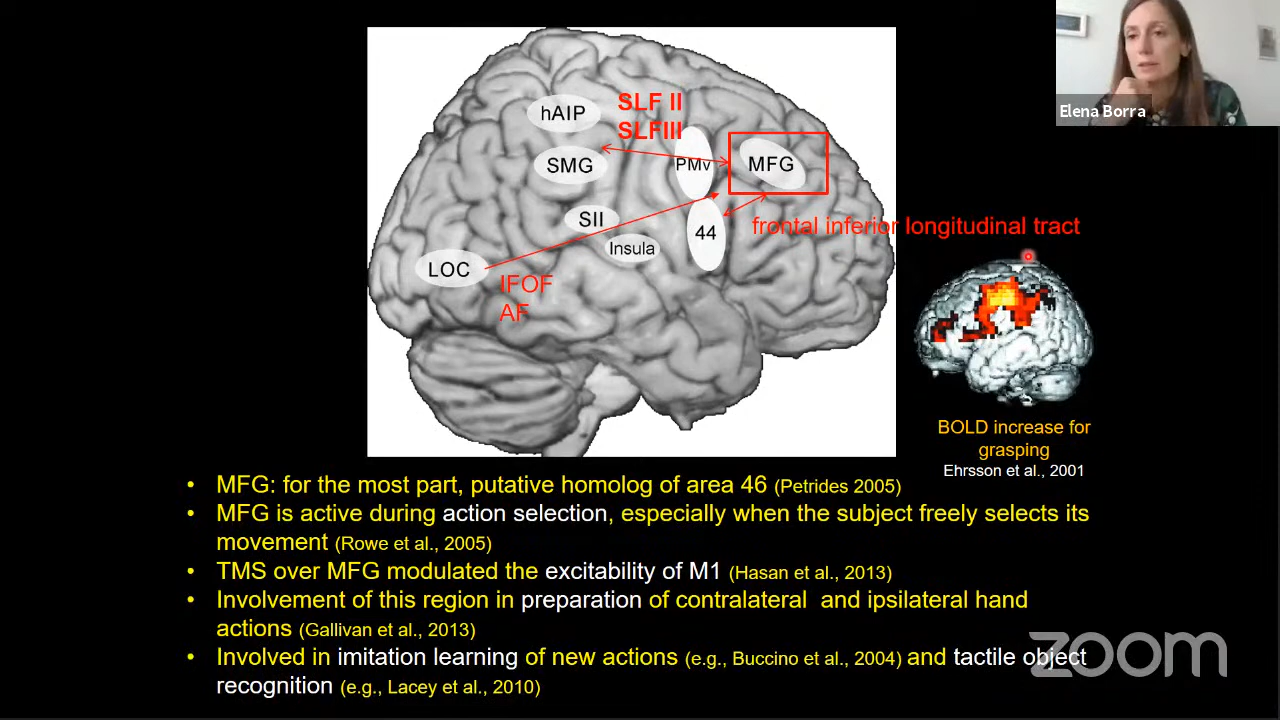 Elena Borra
hAIP
SLF II
SLFIII
SMG
PMv
MFG
SII
44
Insula
frontal inferior longitudinal tract
LOC
IFOF
AF
BOLD increase for
grasping
Ehrsson et al., 2001
• MFG: for the most part, putative homolog of area 46 (Petrides 2005)
• MFG is active during action selection, especially when the subject freely selects its
movement (Rowe et al., 2005)
• TMS over MFG modulated the excitability of M1 (Hasan et al., 2013)
• Involvement of this region in preparation of contralateral and ipsilateral hand
actions (Gallivan et al., 2013)
• Involved in imitation learning of new actions (e.g., Buccino et al., 2004) and tactile object
recognition (e.g., Lacey et al., 2010)
zoom